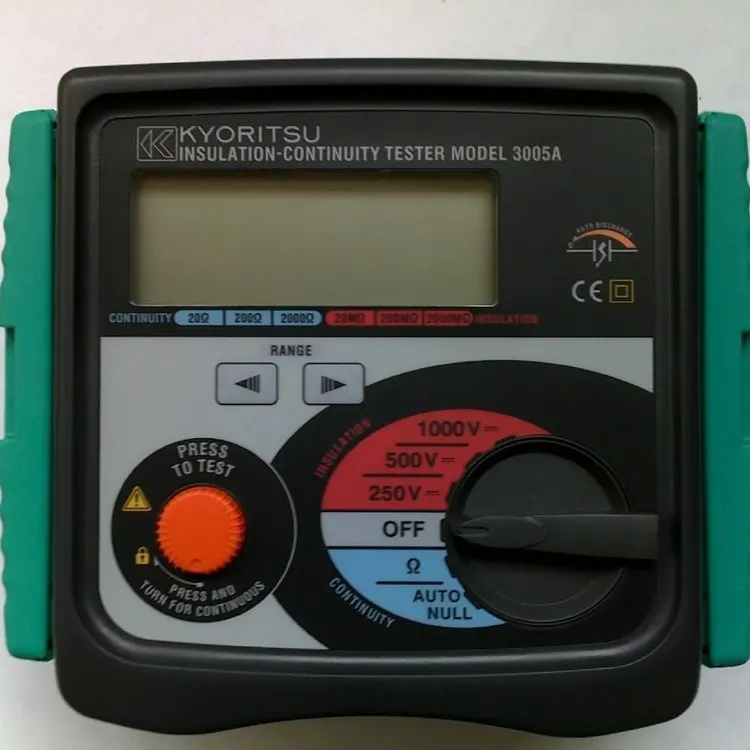 KYORITSU
INSULATION-CONTINUITY TESTER MODEL 3005A
AUTO DISCHARGE
CE
CONTINUITY 20Ω 200Ω 2000Ω 20MΩ 200MΩ 2000MΩ INSULATION
RANGE
PRESS
TO TEST
PRESS AND
TURN FOR CONTINUOUS
INSULATION
1000V
500V
250V
OFF
Ω
AUTO
NULL
CONTINUITY